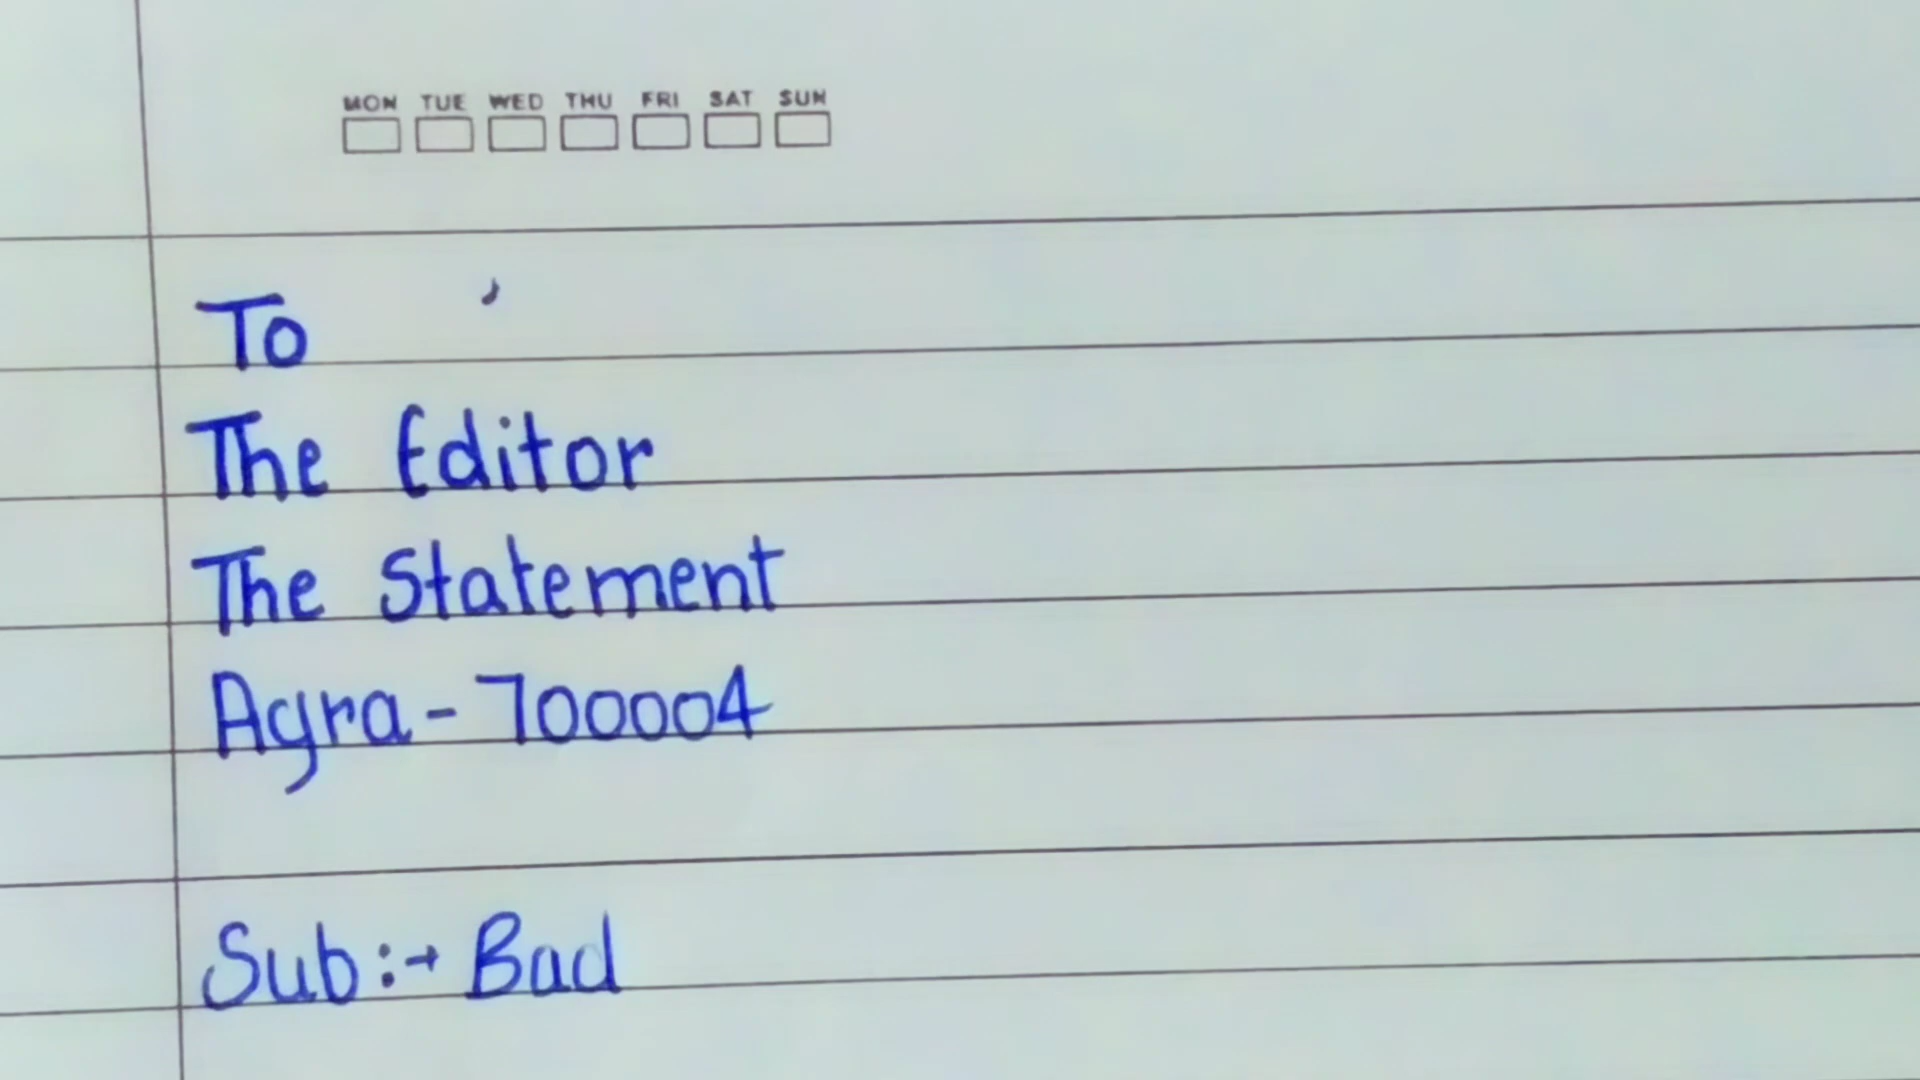 MON TUE WED THU FRI SAT SUN
To
The Editor
The Statement
Agra - 700004
Sub :→ Bad